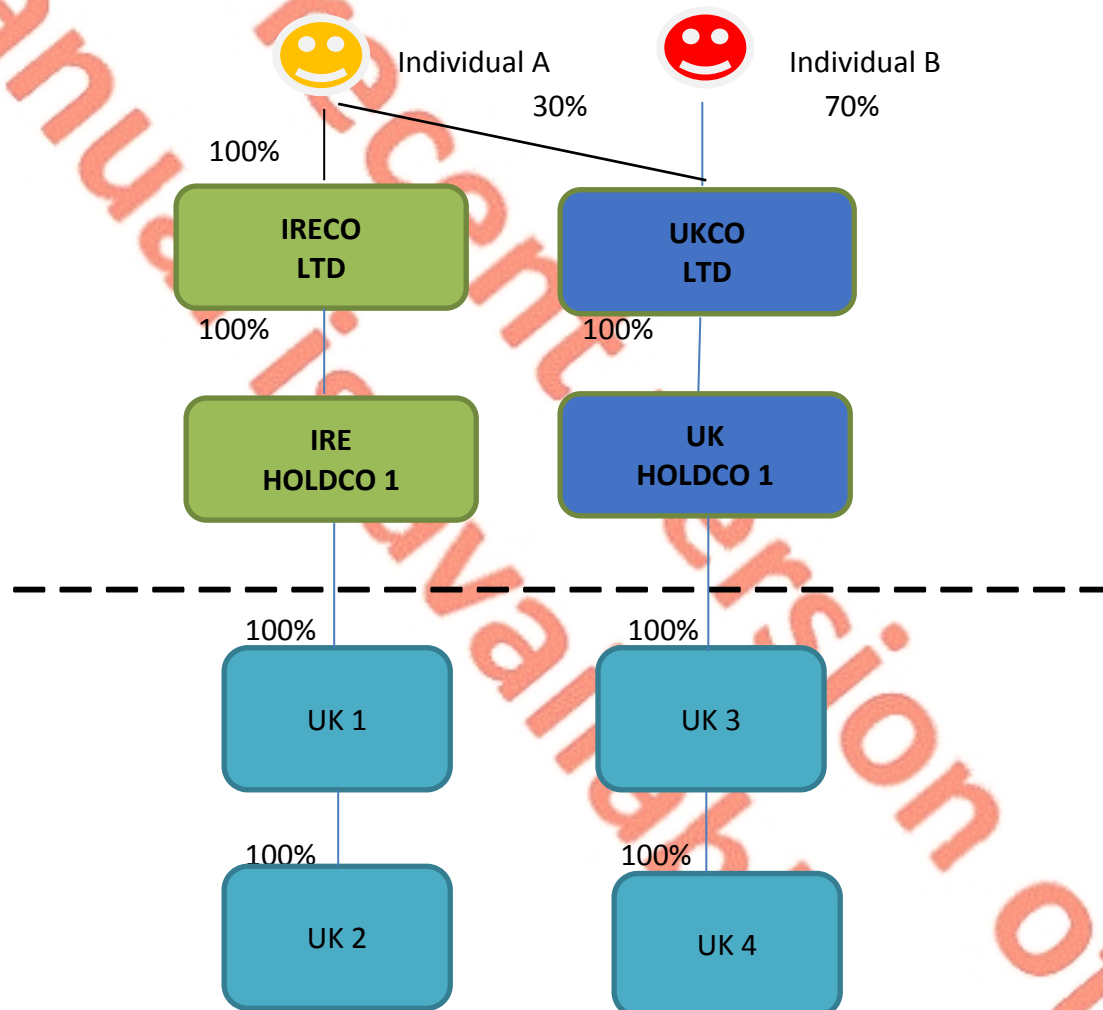 Individual A
Individual B
30%
70%
100%
IRECO
LTD
UKCO
LTD
100%
100%
IRE
HOLDCO 1
UK
HOLDCO 1
100%
100%
UK 1
UK 3
100%
100%
UK 2
UK 4